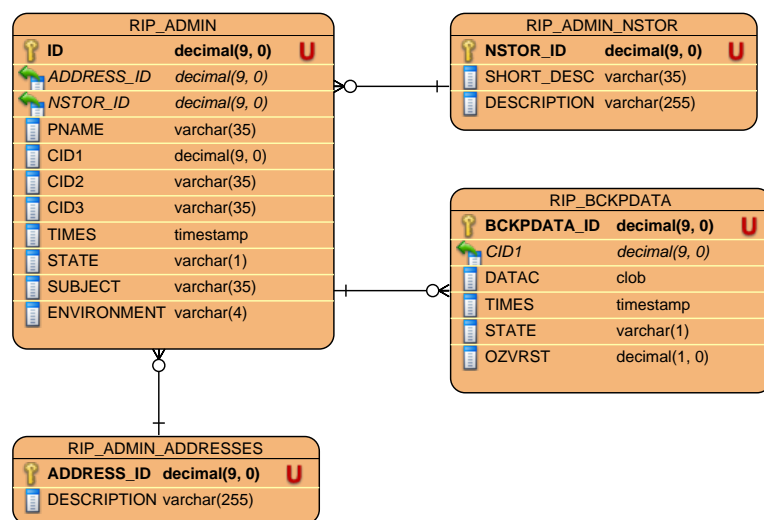 RIP_ADMIN
ID decimal(9, 0) U
ADDRESS_ID decimal(9, 0)
NSTOR_ID decimal(9, 0)
PNAME varchar(35)
CID1 decimal(9, 0)
CID2 varchar(35)
CID3 varchar(35)
TIMES timestamp
STATE varchar(1)
SUBJECT varchar(35)
ENVIRONMENT varchar(4)
RIP_ADMIN_NSTOR
NSTOR_ID decimal(9, 0) U
SHORT_DESC varchar(35)
DESCRIPTION varchar(255)
RIP_BCKPDATA
BCKPDATA_ID decimal(9, 0) U
CID1 decimal(9, 0)
DATAC clob
TIMES timestamp
STATE varchar(1)
OZVRST decimal(1, 0)
RIP_ADMIN_ADDRESSES
ADDRESS_ID decimal(9, 0) U
DESCRIPTION varchar(255)